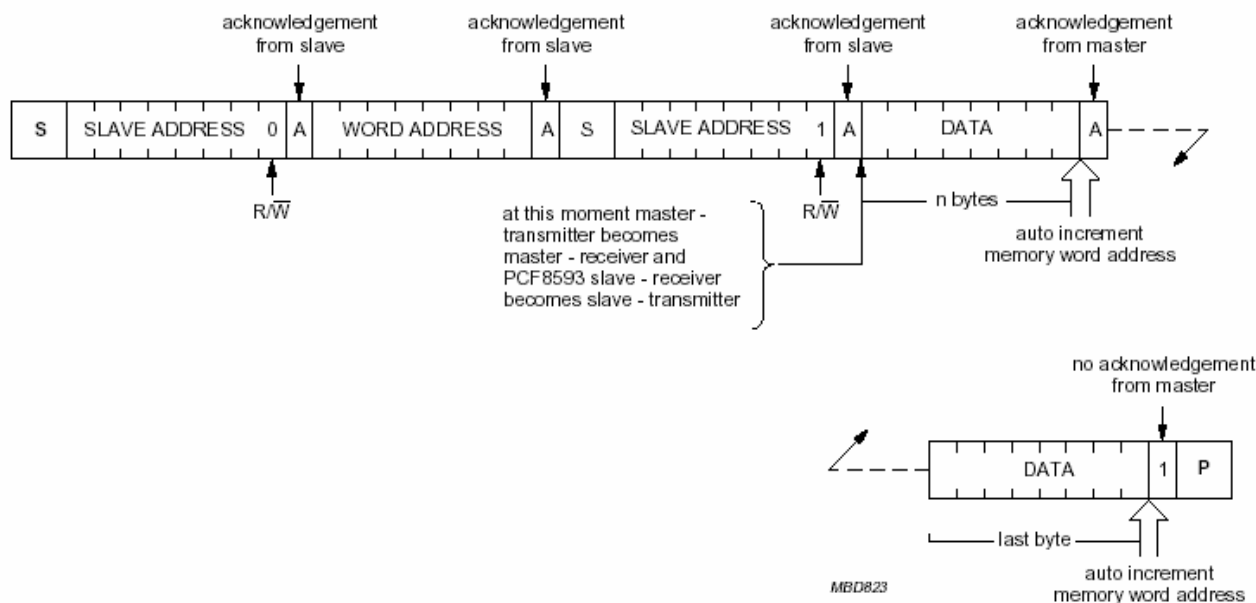 acknowledgement
from slave
acknowledgement
from slave
acknowledgement
from slave
acknowledgement
from master
S SLAVE ADDRESS 0 A WORD ADDRESS A S SLAVE ADDRESS 1 A DATA A
R/W̅
R/W̅
n bytes
at this moment master -
transmitter becomes
master - receiver and
PCF8593 slave - receiver
becomes slave - transmitter
auto increment
memory word address
no acknowledgement
from master
DATA 1 P
last byte
auto increment
memory word address
MBD823